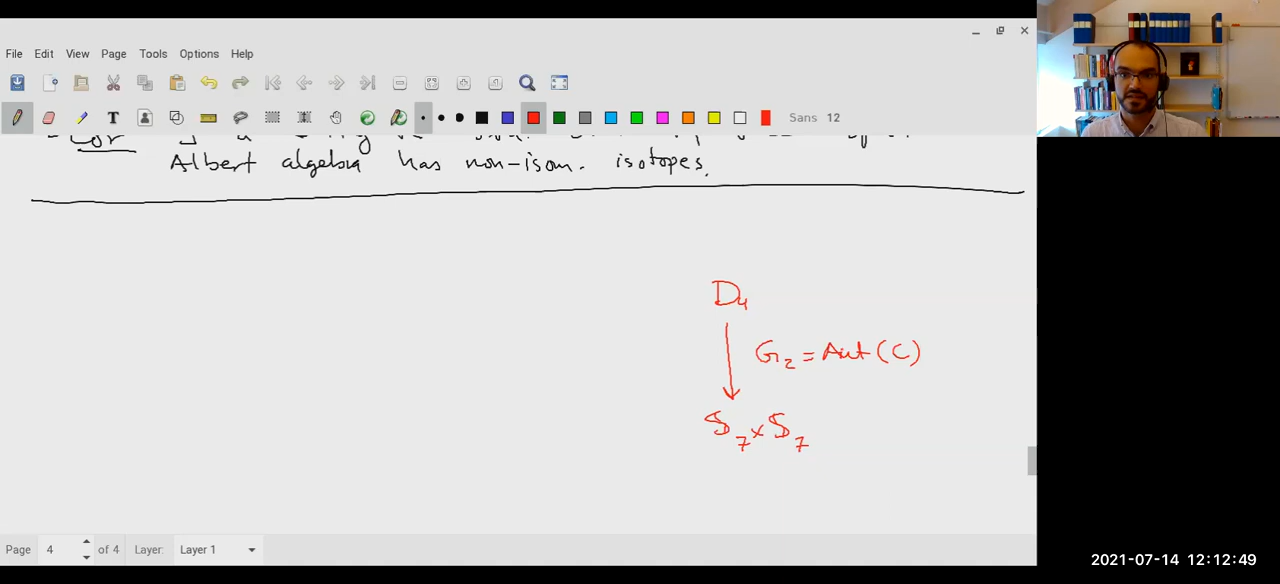 File Edit View Page Tools Options Help
Sans 12
Cor
Albert algebra has non-isom. isotopes.
D₄
G₂ = Aut(C)
𝕊₇ × 𝕊₇
Page 4 of 4 Layer: Layer 1
2021-07-14 12:12:49